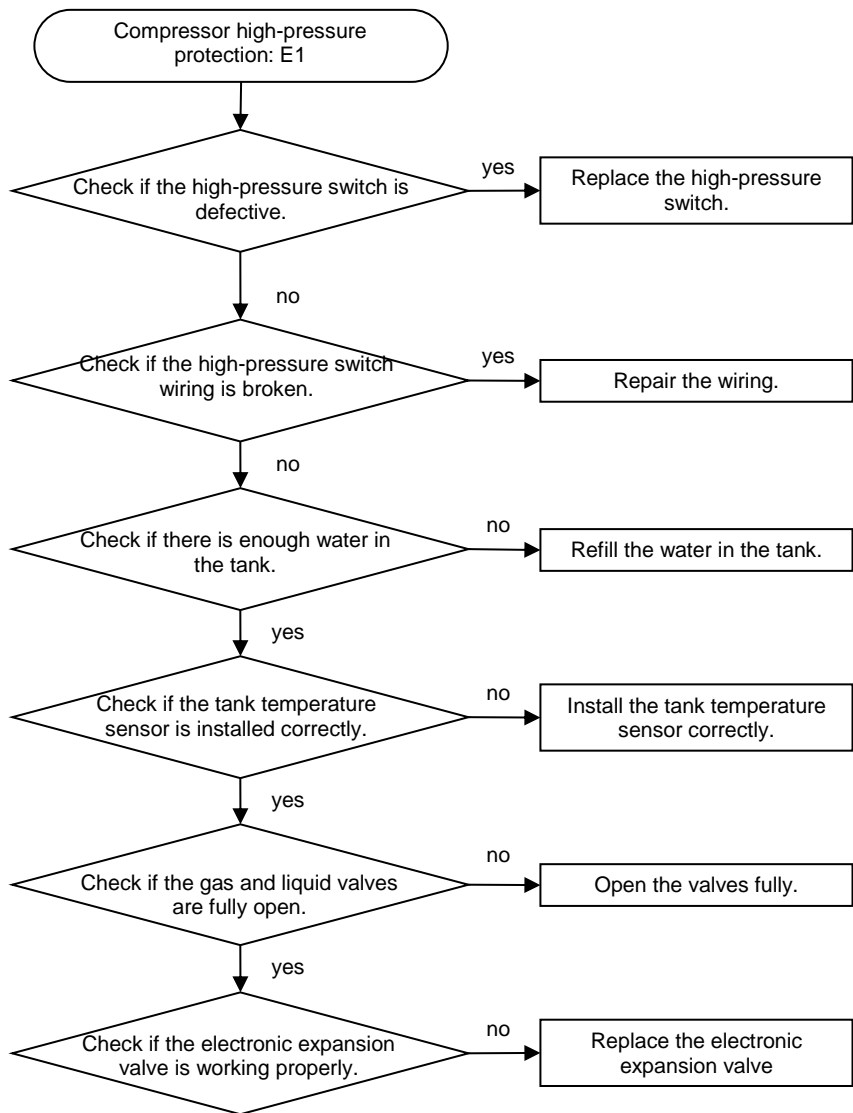 Compressor high-pressure
protection: E1
Check if the high-pressure switch is
defective.
yes
Replace the high-pressure
switch.
no
Check if the high-pressure switch
wiring is broken.
yes
Repair the wiring.
no
Check if there is enough water in
the tank.
no
Refill the water in the tank.
yes
Check if the tank temperature
sensor is installed correctly.
no
Install the tank temperature
sensor correctly.
yes
Check if the gas and liquid valves
are fully open.
no
Open the valves fully.
yes
Check if the electronic expansion
valve is working properly.
no
Replace the electronic
expansion valve